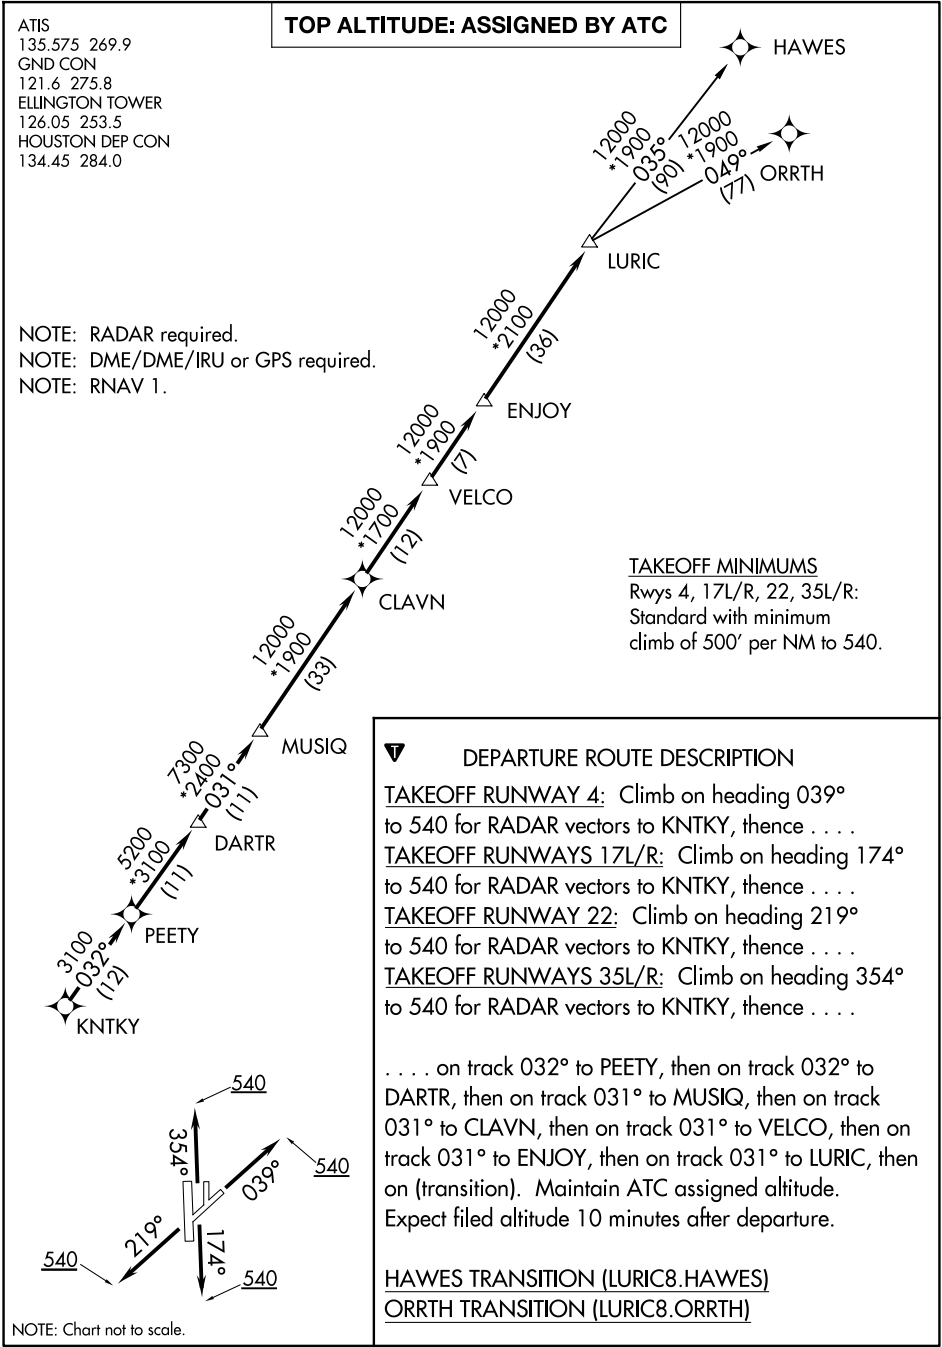 TOP ALTITUDE: ASSIGNED BY ATC
ATIS
135.575 269.9
GND CON
121.6 275.8
ELLINGTON TOWER
126.05 253.5
HOUSTON DEP CON
134.45 284.0
HAWES
12000
*1900
035°
(90)
12000
*1900
049°
(77)
ORRTH
LURIC
NOTE: RADAR required.
NOTE: DME/DME/IRU or GPS required.
NOTE: RNAV 1.
12000
*2100
(36)
ENJOY
12000
*1900
(7)
VELCO
12000
*1700
(12)
CLAVN
TAKEOFF MINIMUMS
Rwys 4, 17L/R, 22, 35L/R:
Standard with minimum
climb of 500' per NM to 540.
12000
*1900
(33)
MUSIQ
7300
*2400
031°
(11)
DARTR
5200
*3100
(11)
PEETY
3100
032°
(12)
KNTKY
T DEPARTURE ROUTE DESCRIPTION
TAKEOFF RUNWAY 4: Climb on heading 039°
to 540 for RADAR vectors to KNTKY, thence . . . .
TAKEOFF RUNWAYS 17L/R: Climb on heading 174°
to 540 for RADAR vectors to KNTKY, thence . . . .
TAKEOFF RUNWAY 22: Climb on heading 219°
to 540 for RADAR vectors to KNTKY, thence . . . .
TAKEOFF RUNWAYS 35L/R: Climb on heading 354°
to 540 for RADAR vectors to KNTKY, thence . . . .
. . . . on track 032° to PEETY, then on track 032° to
DARTR, then on track 031° to MUSIQ, then on track
031° to CLAVN, then on track 031° to VELCO, then on
track 031° to ENJOY, then on track 031° to LURIC, then
on (transition). Maintain ATC assigned altitude.
Expect filed altitude 10 minutes after departure.
HAWES TRANSITION (LURIC8.HAWES)
ORRTH TRANSITION (LURIC8.ORRTH)
540
354°
039°
540
219°
174°
540
540
NOTE: Chart not to scale.